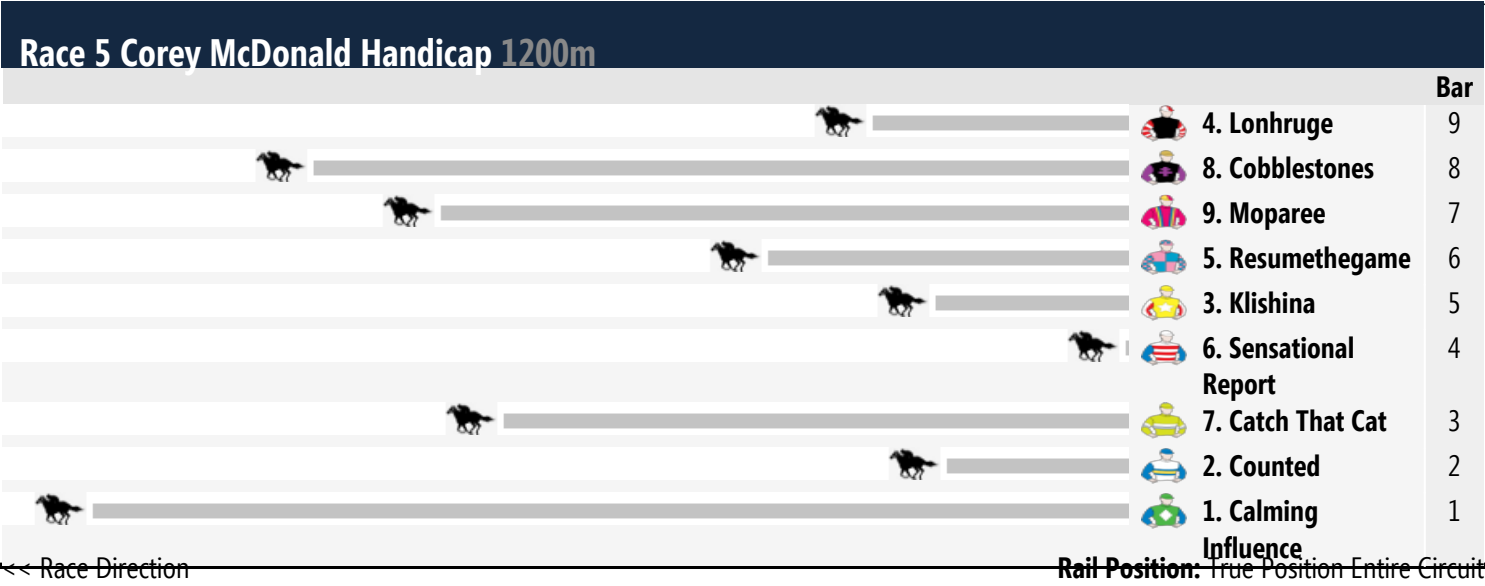 Race 5 Corey McDonald Handicap 1200m
Bar
4. Lonhruge 9
8. Cobblestones 8
9. Moparee 7
5. Resumethegame 6
3. Klishina 5
6. Sensational 4
Report
7. Catch That Cat 3
2. Counted 2
1. Calming 1
Influence
<< Race Direction Rail Position: True Position Entire Circuit